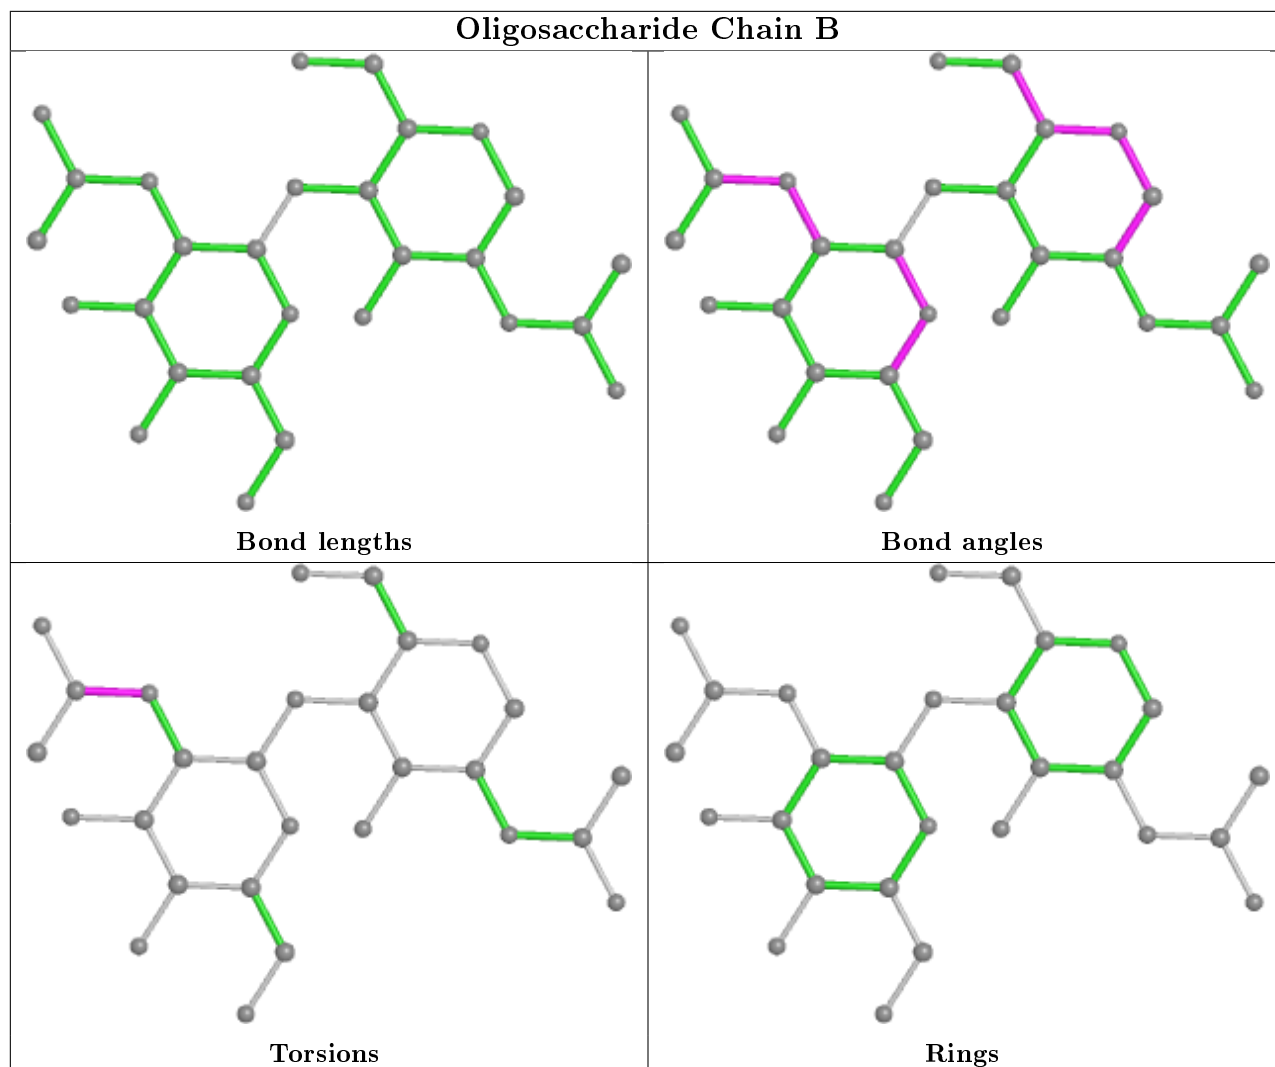 Oligosaccharide Chain B
Bond lengths
Bond angles
Torsions
Rings